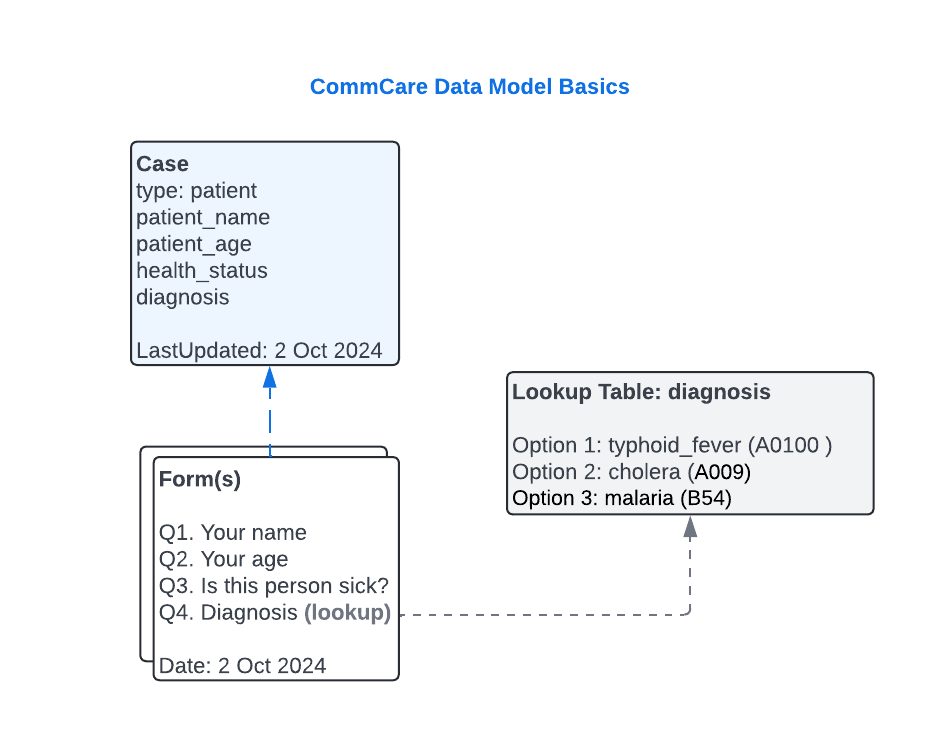 CommCare Data Model Basics
Case
type: patient
patient_name
patient_age
health_status
diagnosis
LastUpdated: 2 Oct 2024
Lookup Table: diagnosis
Option 1: typhoid_fever (A0100 )
Option 2: cholera (A009)
Option 3: malaria (B54)
Form(s)
Q1. Your name
Q2. Your age
Q3. Is this person sick?
Q4. Diagnosis (lookup)
Date: 2 Oct 2024